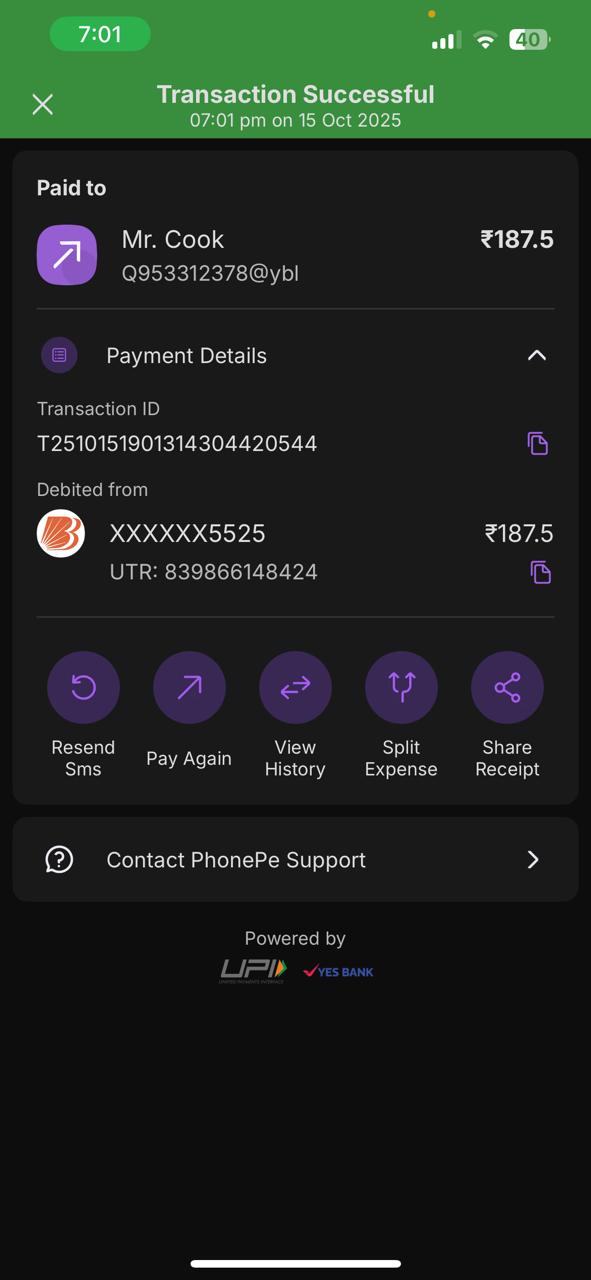 7:01
40
Transaction Successful
07:01 pm on 15 Oct 2025
Paid to
Mr. Cook
₹187.5
Q953312378@ybl
Payment Details
Transaction ID
T2510151901314304420544
Debited from
XXXXXX5525
₹187.5
UTR: 839866148424
Resend
Sms
Pay Again
View
History
Split
Expense
Share
Receipt
Contact PhonePe Support
Powered by
UPI
UNIFIED PAYMENTS INTERFACE
YES BANK